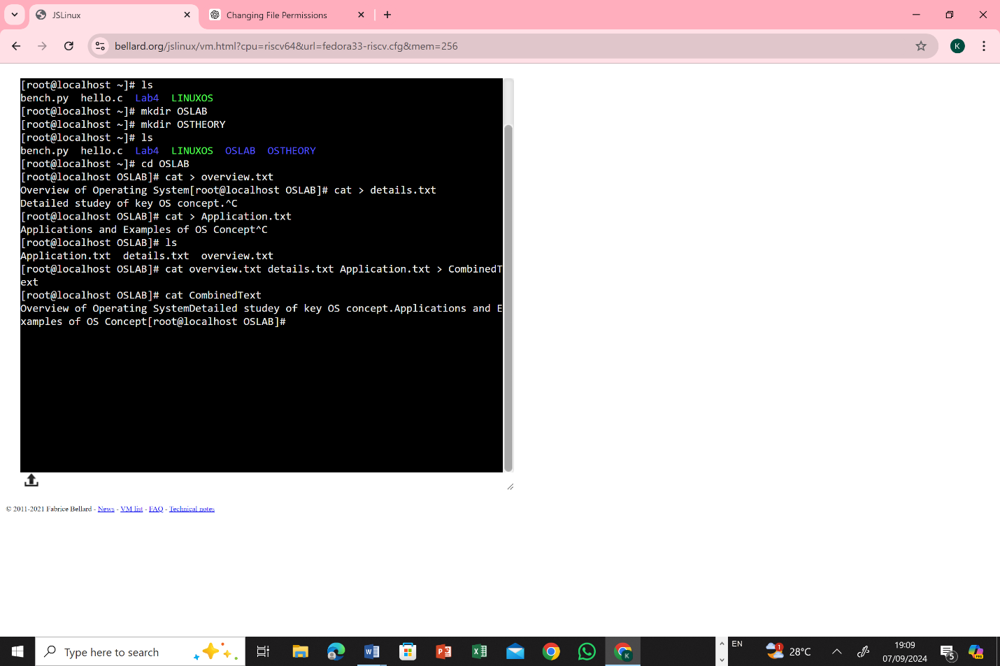 JSLinux
Changing File Permissions
bellard.org/jslinux/vm.html?cpu=riscv64&url=fedora33-riscv.cfg&mem=256
K
[root@localhost ~]# ls
bench.py  hello.c  Lab4  LINUXOS
[root@localhost ~]# mkdir OSLAB
[root@localhost ~]# mkdir OSTHEORY
[root@localhost ~]# ls
bench.py  hello.c  Lab4  LINUXOS  OSLAB  OSTHEORY
[root@localhost ~]# cd OSLAB
[root@localhost OSLAB]# cat > overview.txt
Overview of Operating System[root@localhost OSLAB]# cat > details.txt
Detailed studey of key OS concept.^C
[root@localhost OSLAB]# cat > Application.txt
Applications and Examples of OS Concept^C
[root@localhost OSLAB]# ls
Application.txt  details.txt  overview.txt
[root@localhost OSLAB]# cat overview.txt details.txt Application.txt > CombinedT
ext
[root@localhost OSLAB]# cat CombinedText
Overview of Operating SystemDetailed studey of key OS concept.Applications and E
xamples of OS Concept[root@localhost OSLAB]#
© 2011-2021 Fabrice Bellard - News - VM list - FAQ - Technical notes
Type here to search
EN
1
28°C
19:09
07/09/2024
5